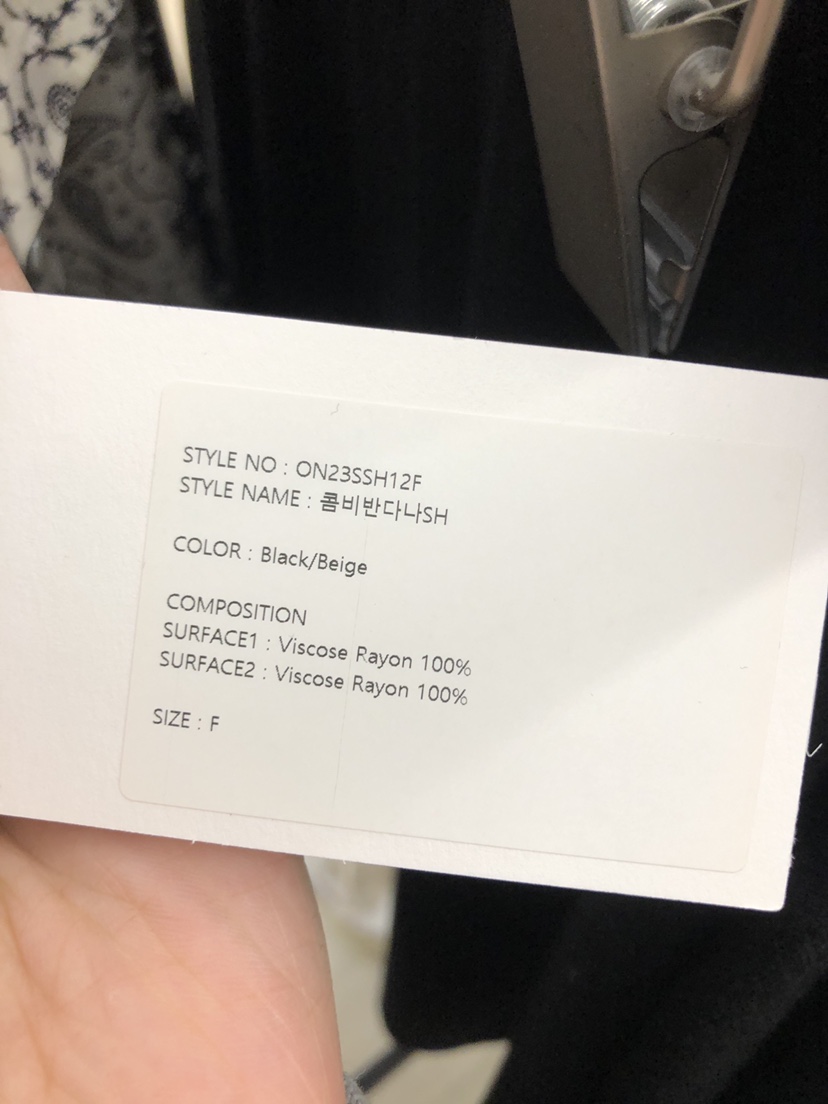 STYLE NO : ON23SSH12F
STYLE NAME : 콤비반다나SH
COLOR : Black/Beige
COMPOSITION
SURFACE1 : Viscose Rayon 100%
SURFACE2 : Viscose Rayon 100%
SIZE : F